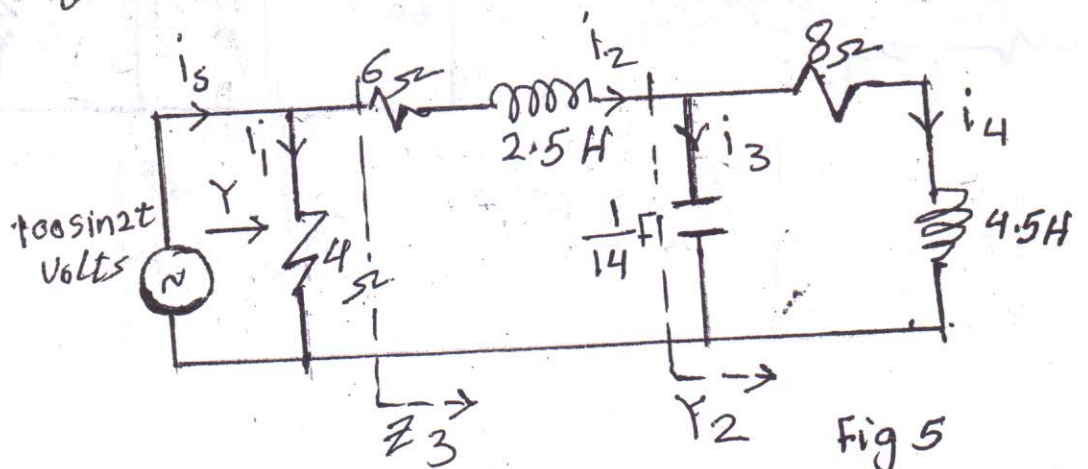 i₅
6Ω
i₂
8Ω
2.5H
i₁
i₃
i₄
Y
100sin2t
volts
4Ω
1/14 F
4.5H
Z₃
Y₂
Fig 5